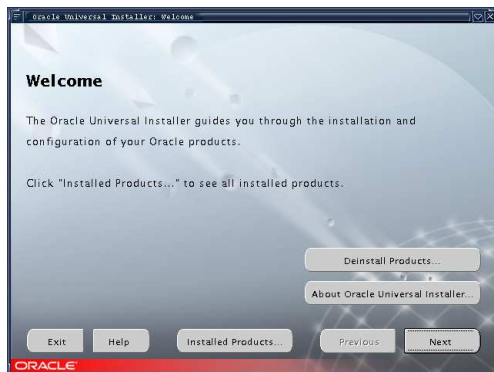 Oracle Universal Installer: Welcome
Welcome
The Oracle Universal Installer guides you through the installation and
configuration of your Oracle products.
Click "Installed Products..." to see all installed products.
Deinstall Products...
About Oracle Universal Installer...
Exit
Help
Installed Products...
Previous
Next
ORACLE